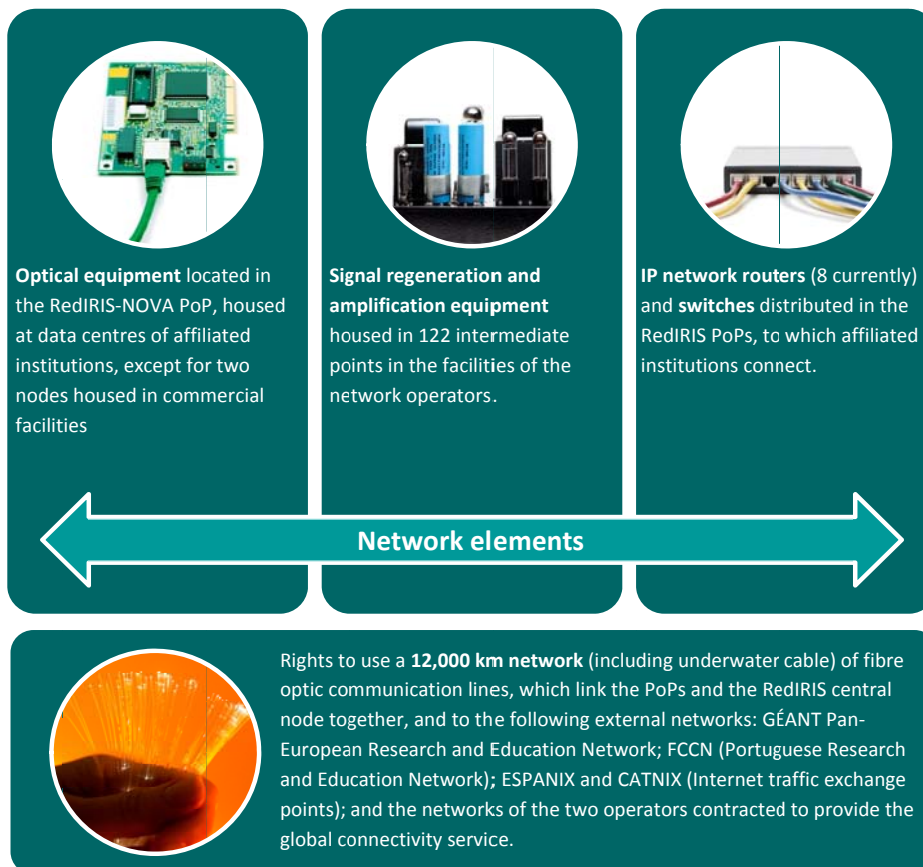 Optical equipment located in
the RedIRIS-NOVA PoP, housed
at data centres of affiliated
institutions, except for two
nodes housed in commercial
facilities
Signal regeneration and
amplification equipment
housed in 122 intermediate
points in the facilities of the
network operators.
IP network routers (8 currently)
and switches distributed in the
RedIRIS PoPs, to which affiliated
institutions connect.
Network elements
Rights to use a 12,000 km network (including underwater cable) of fibre
optic communication lines, which link the PoPs and the RedIRIS central
node together, and to the following external networks: GÉANT Pan-
European Research and Education Network; FCCN (Portuguese Research
and Education Network); ESPANIX and CATNIX (Internet traffic exchange
points); and the networks of the two operators contracted to provide the
global connectivity service.